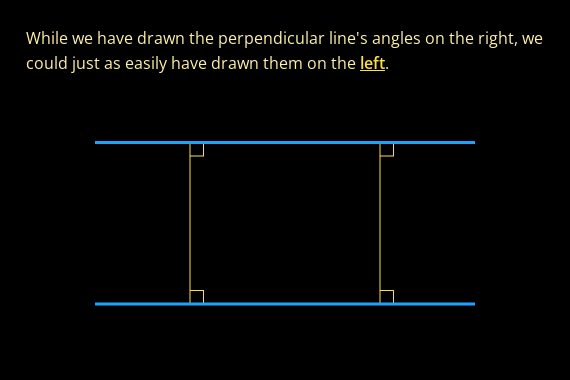 While we have drawn the perpendicular line's angles on the right, we
could just as easily have drawn them on the left.